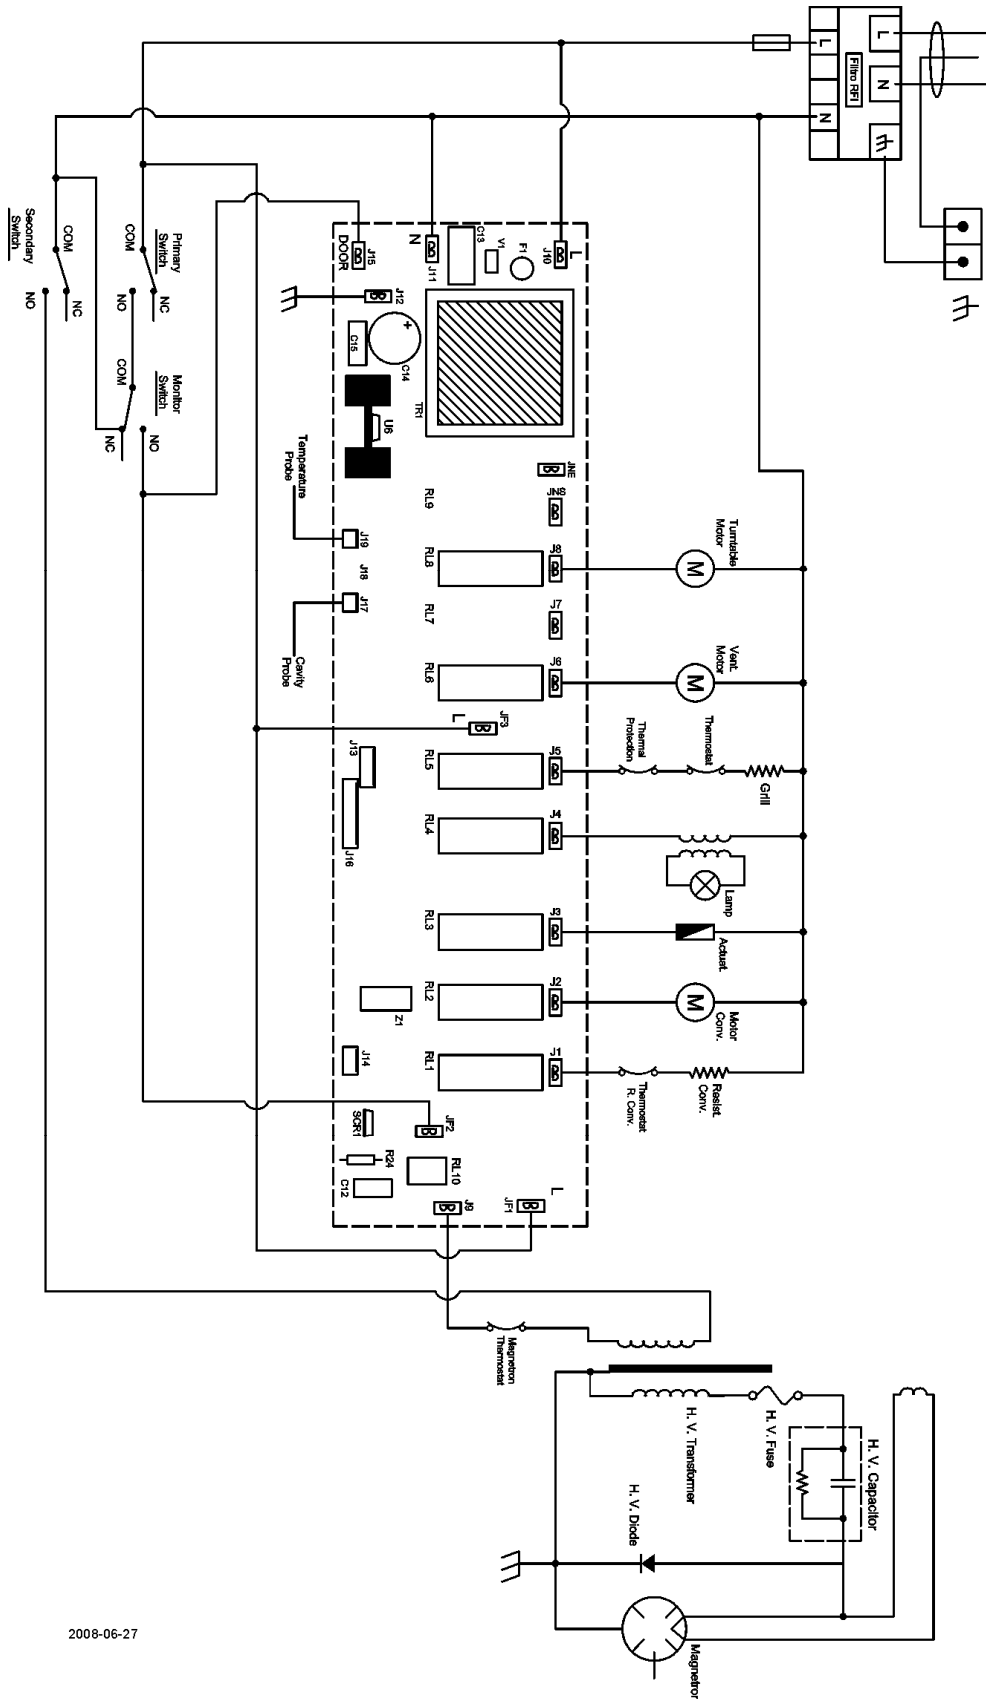 L
N
Filtro RFI
L
N
Secondary
Switch
COM
NC
NO
Primary
Switch
COM
NC
NO
Monitor
Switch
COM
NO
NC
DOOR
J15
N
J11
C13
V1
F1
J10
L
J12
C15
C14
+
TR1
U6
JNE
JNS
RL9
Temperature
Probe
J19
J18
J17
Cavity
Probe
RL8
J8
Turntable
Motor
M
RL7
J7
RL6
J6
Vent.
Motor
M
L
JF3
J13
J16
RL5
J5
Thermal
Protection
Thermostat
Grill
RL4
J4
Lamp
RL3
J3
Actuat.
RL2
J2
Motor
Conv.
M
Z1
J14
RL1
J1
Thermostat
R. Conv.
Resist.
Conv.
SCR1
JF2
R24
C12
RL10
J9
JF1
L
Magnetron
Thermostat
H. V. Transformer
H. V. Fuse
H. V. Capacitor
H. V. Diode
Magnetron
2008-06-27